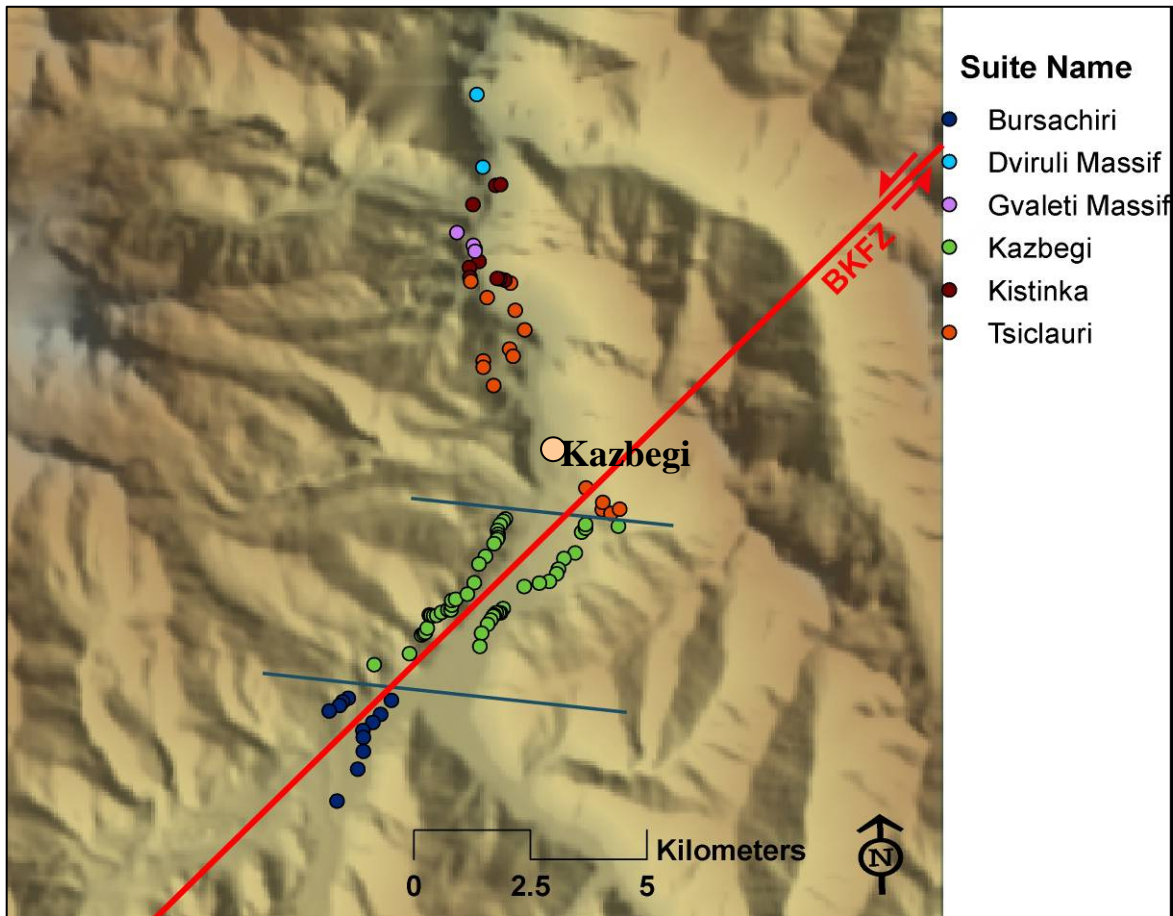 Suite Name
Bursachiri
Dviruli Massif
Gvaleti Massif
Kazbegi
Kistinka
Tsiclauri
BKFZ
Kazbegi
Kilometers
0 2.5 5
N